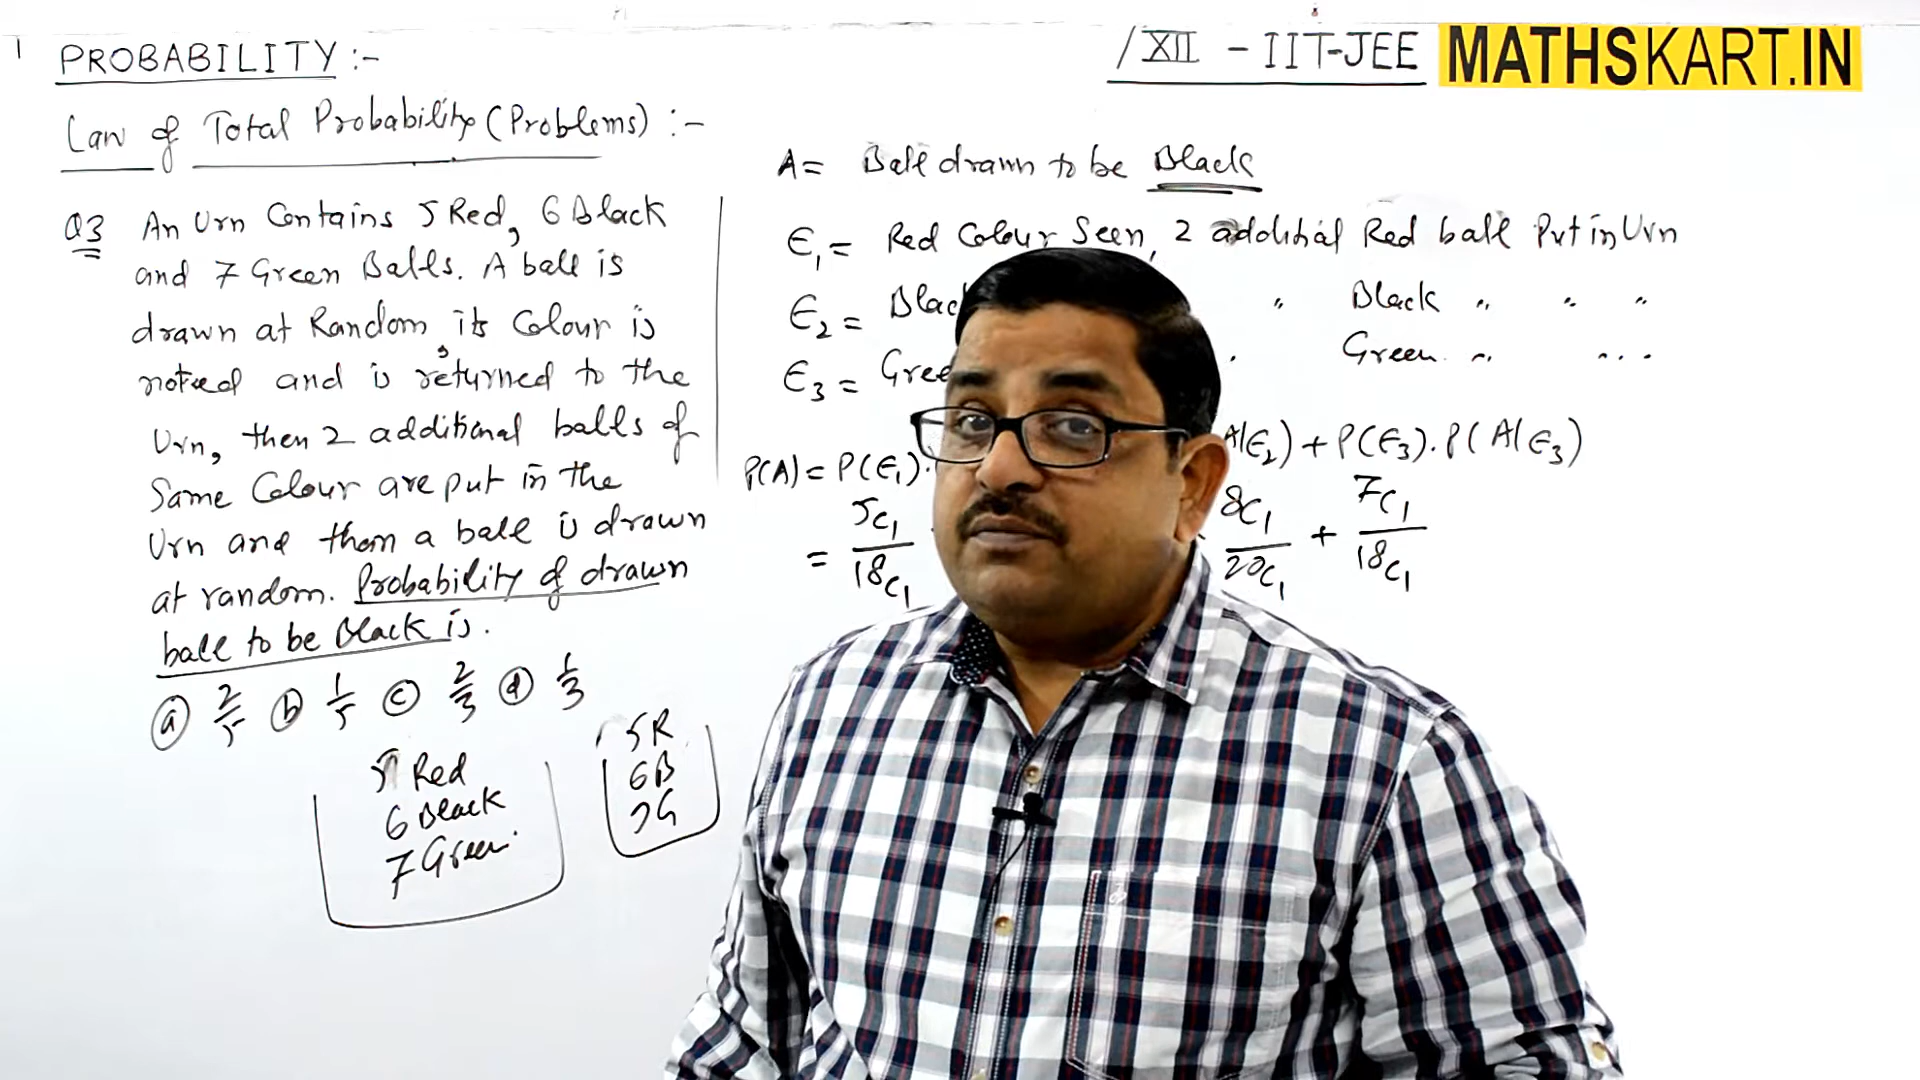 PROBABILITY :-
/XII - IIT-JEE
MATHSKART.IN
Law of Total Probability (Problems) :-
Q3 An Urn Contains 5 Red, 6 Black
and 7 Green Balls. A ball is
drawn at Random, its Colour is
noticed and is returned to the
Urn, then 2 additional balls of
Same Colour are put in the
Urn and then a ball is drawn
at random. Probability of drawn
ball to be Black is.
(a) 2/5 (b) 1/5 (c) 2/3 (d) 1/3
5 Red
6 Black
7 Green
5R
6B
7G
A = Ball drawn to be Black
E₁ = Red Colour Seen, 2 additial Red ball Put in Urn
E₂ = Blac " Black " " "
E₃ = Gree " Green " "
P(A) = P(E₁). A|E₂) + P(E₃). P(A|E₃)
= 5C₁/18C₁ 8C₁/20C₁ + 7C₁/18C₁